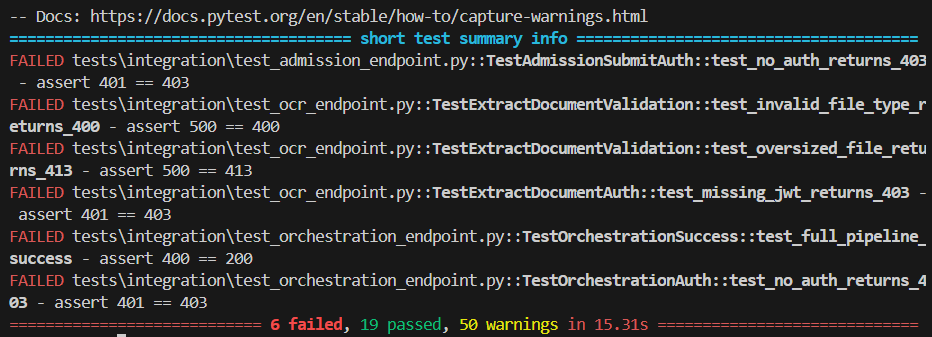 -- Docs: https://docs.pytest.org/en/stable/how-to/capture-warnings.html
==================================== short test summary info ====================================
FAILED tests\integration\test_admission_endpoint.py::TestAdmissionSubmitAuth::test_no_auth_returns_403
 - assert 401 == 403
FAILED tests\integration\test_ocr_endpoint.py::TestExtractDocumentValidation::test_invalid_file_type_r
eturns_400 - assert 500 == 400
FAILED tests\integration\test_ocr_endpoint.py::TestExtractDocumentValidation::test_oversized_file_retu
rns_413 - assert 500 == 413
FAILED tests\integration\test_ocr_endpoint.py::TestExtractDocumentAuth::test_missing_jwt_returns_403 -
 assert 401 == 403
FAILED tests\integration\test_orchestration_endpoint.py::TestOrchestrationSuccess::test_full_pipeline_
success - assert 400 == 200
FAILED tests\integration\test_orchestration_endpoint.py::TestOrchestrationAuth::test_no_auth_returns_4
03 - assert 401 == 403
=========================== 6 failed, 19 passed, 50 warnings in 15.31s ============================